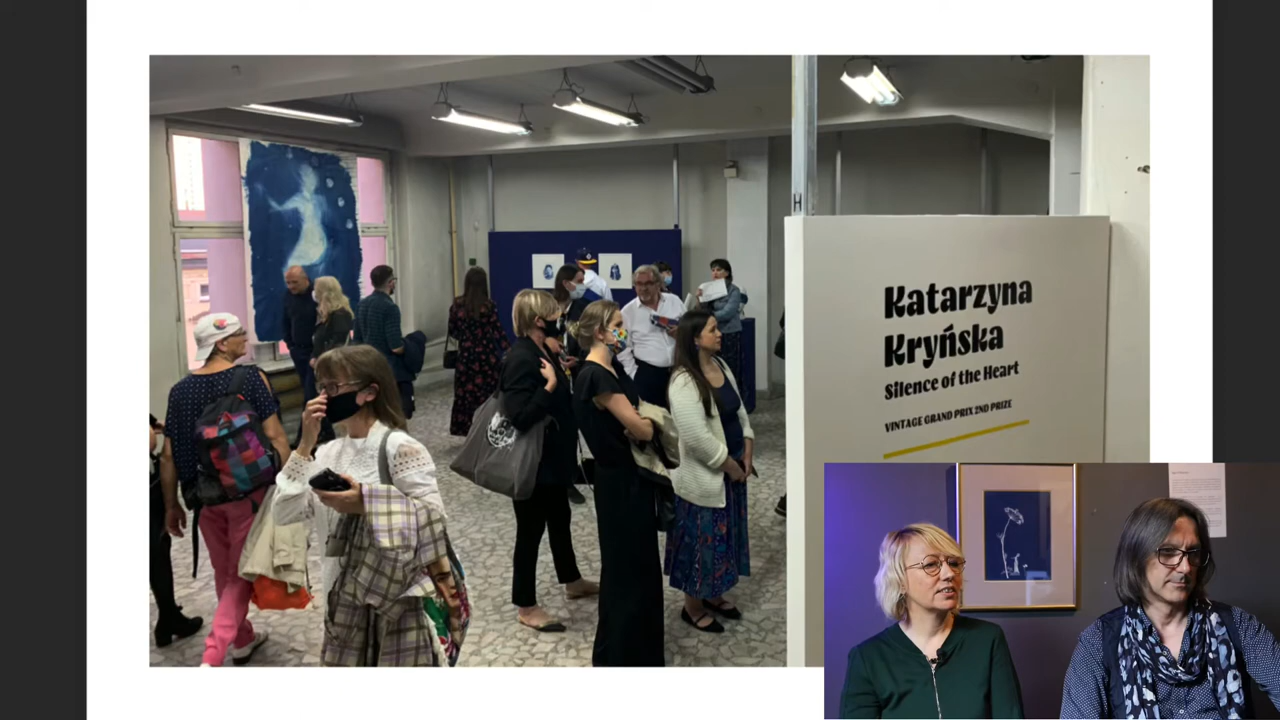 Katarzyna
Kryńska
Silence of the Heart
VINTAGE GRAND PRIX 2ND PRIZE